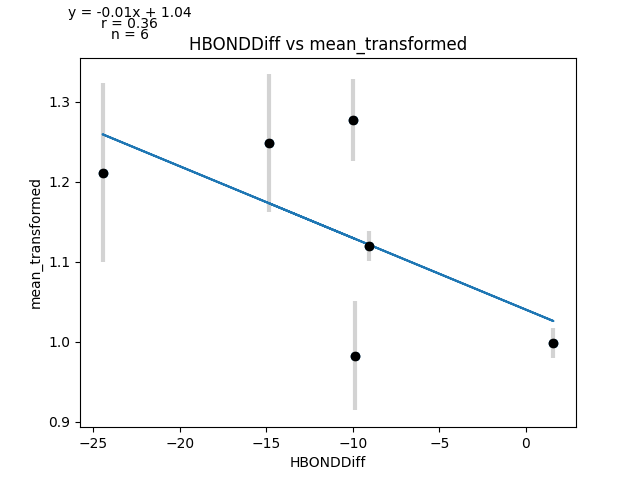 y = -0.01x + 1.04
r = 0.36
n = 6
HBONDDiff vs mean_transformed
1.3
1.2
1.1
1.0
0.9
mean_transformed
−25
−20
−15
−10
−5
0
HBONDDiff